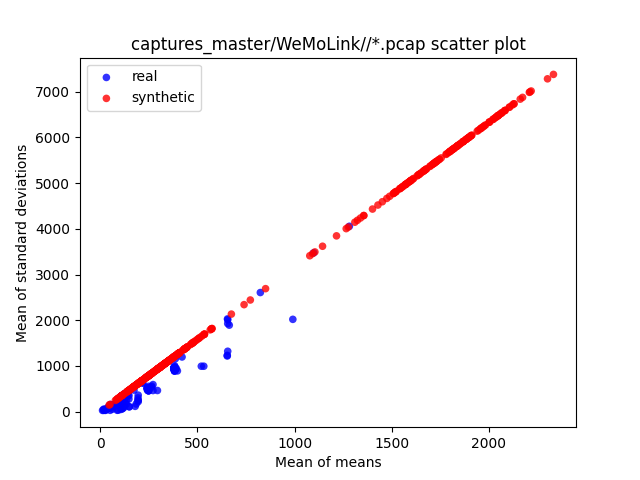 captures_master/WeMoLink//*.pcap scatter plot
real
synthetic
Mean of standard deviations
7000
6000
5000
4000
3000
2000
1000
0
0
500
1000
1500
2000
Mean of means